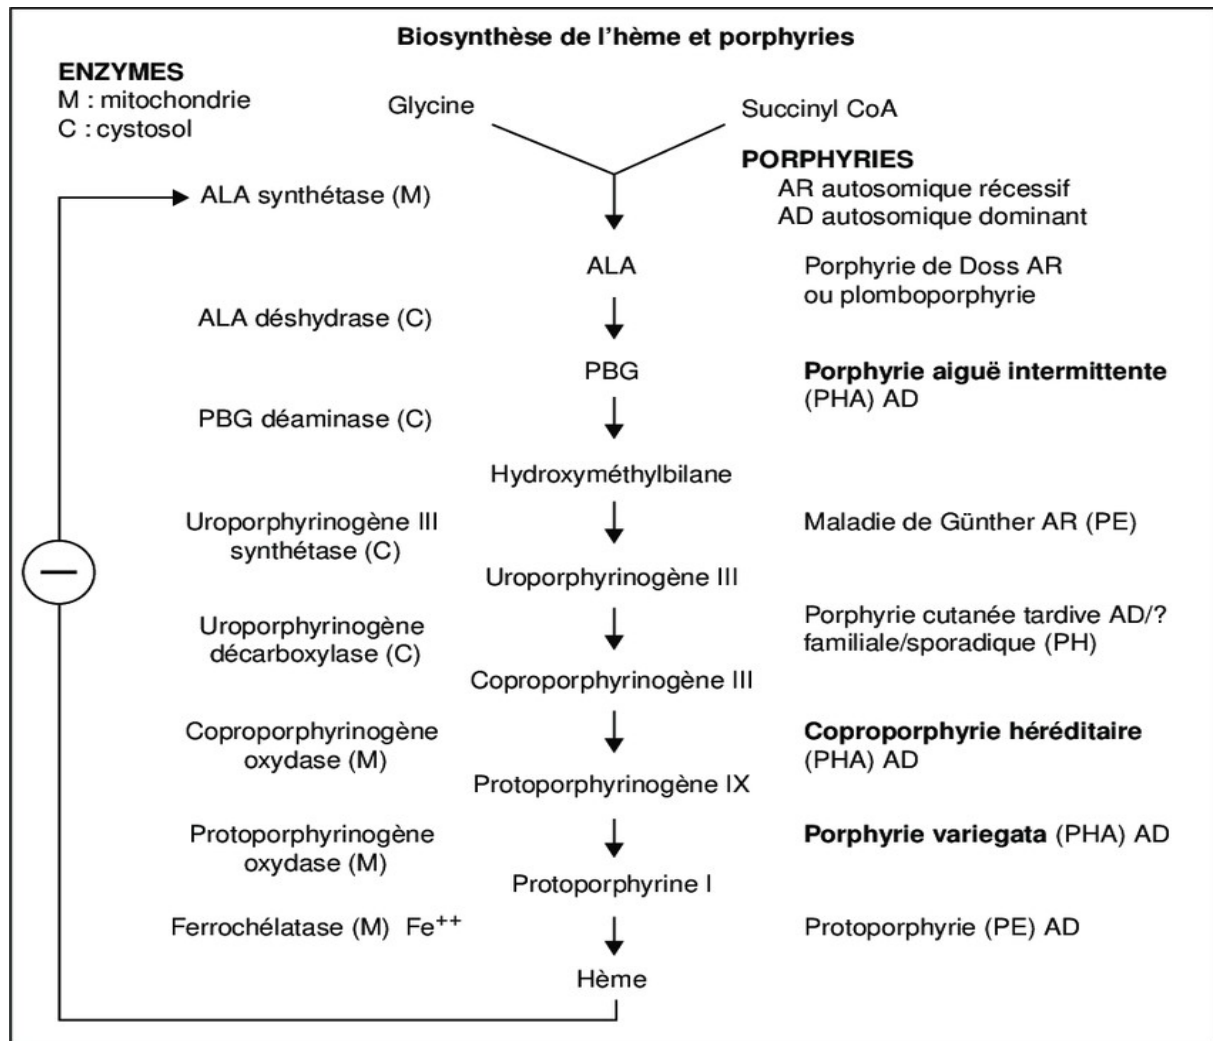 Biosynthèse de l'hème et porphyries
ENZYMES
M : mitochondrie
C : cystosol
Glycine
Succinyl CoA
PORPHYRIES
AR autosomique récessif
AD autosomique dominant
ALA synthétase (M)
ALA
Porphyrie de Doss AR
ou plomboporphyrie
ALA déshydrase (C)
PBG
Porphyrie aiguë intermittente
(PHA) AD
PBG déaminase (C)
Hydroxyméthylbilane
Uroporphyrinogène III
synthétase (C)
Maladie de Günther AR (PE)
Uroporphyrinogène III
Uroporphyrinogène
décarboxylase (C)
Porphyrie cutanée tardive AD/?
familiale/sporadique (PH)
Coproporphyrinogène III
Coproporphyrinogène
oxydase (M)
Coproporphyrie héréditaire
(PHA) AD
Protoporphyrinogène IX
Protoporphyrinogène
oxydase (M)
Porphyrie variegata (PHA) AD
Protoporphyrine I
Ferrochélatase (M) Fe++
Protoporphyrie (PE) AD
Hème